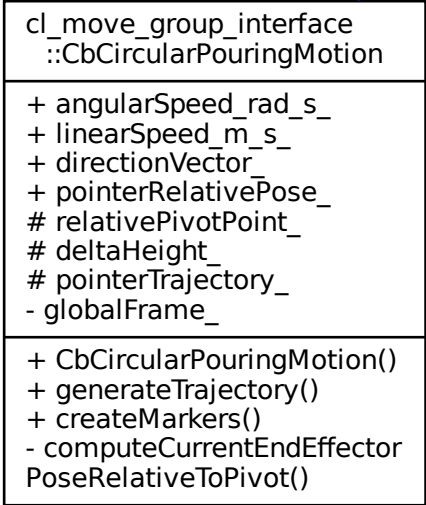 cl_move_group_interface
::CbCircularPouringMotion
+ angularSpeed_rad_s_
+ linearSpeed_m_s_
+ directionVector_
+ pointerRelativePose_
# relativePivotPoint_
# deltaHeight_
# pointerTrajectory_
- globalFrame_
+ CbCircularPouringMotion()
+ generateTrajectory()
+ createMarkers()
- computeCurrentEndEffector
PoseRelativeToPivot()